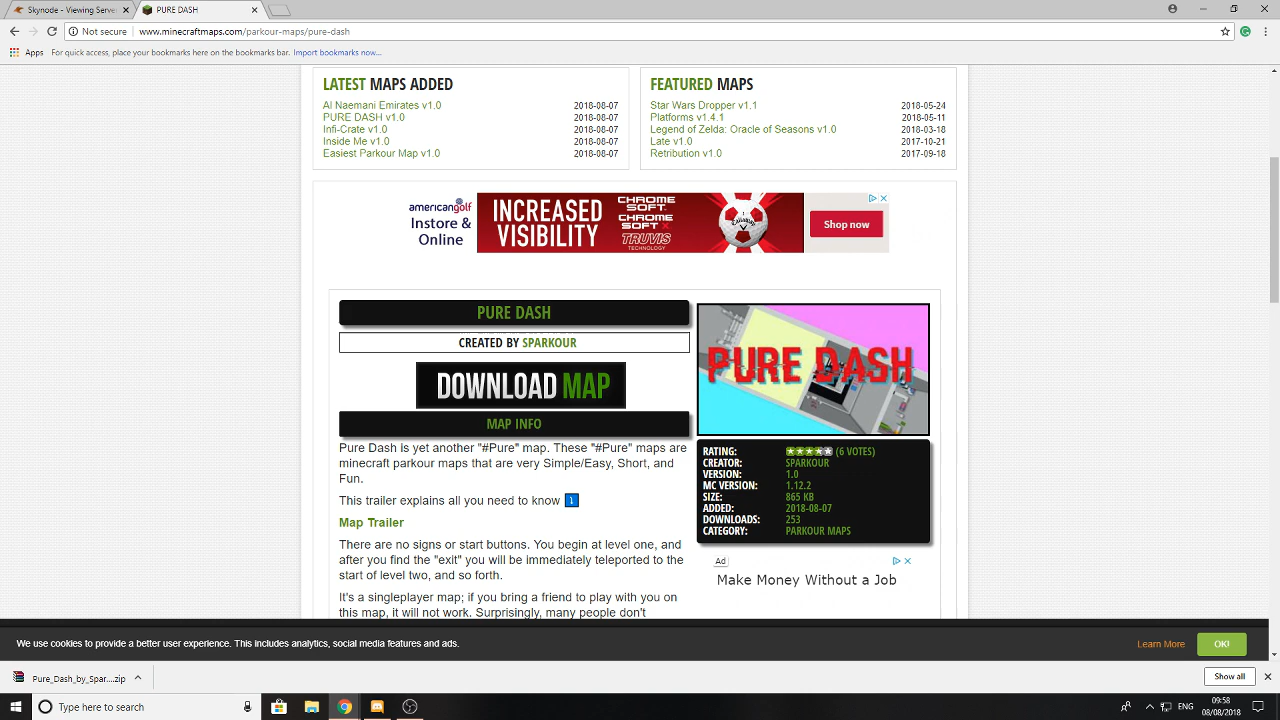 Skynode - Viewing Serve
PURE DASH
Not secure
www.minecraftmaps.com/parkour-maps/pure-dash
Apps
For quick access, place your bookmarks here on the bookmarks bar. Import bookmarks now...
LATEST MAPS ADDED
Al Naemani Emirates v1.0 2018-08-07
PURE DASH v1.0 2018-08-07
Infi-Crate v1.0 2018-08-07
Inside Me v1.0 2018-08-07
Easiest Parkour Map v1.0 2018-08-07
FEATURED MAPS
Star Wars Dropper v1.1 2018-05-24
Platforms v1.4.1 2018-05-11
Legend of Zelda: Oracle of Seasons v1.0 2018-03-18
Late v1.0 2017-10-21
Retribution v1.0 2017-09-18
americangolf
Instore &
Online
INCREASED
VISIBILITY
CHROME
SOFT
CHROME
SOFT X
TRUVIS
TECHNOLOGY
Callaway
Shop now
PURE DASH
CREATED BY SPARKOUR
DOWNLOAD MAP
MAP INFO
Pure Dash is yet another "#Pure" map. These "#Pure" maps are
minecraft parkour maps that are very Simple/Easy, Short, and
Fun.
This trailer explains all you need to know 1
Map Trailer
There are no signs or start buttons. You begin at level one, and
after you find the "exit" you will be immediately teleported to the
start of level two, and so forth.
It's a singleplayer map; if you bring a friend to play with you on
this map, it will not work. Surprisingly, many people don't
PURE DASH
RATING: (6 VOTES)
CREATOR: SPARKOUR
VERSION: 1.0
MC VERSION: 1.12.2
SIZE: 865 KB
ADDED: 2018-08-07
DOWNLOADS: 253
CATEGORY: PARKOUR MAPS
Ad
Make Money Without a Job
We use cookies to provide a better user experience. This includes analytics, social media features and ads.
Learn More
OK!
Pure_Dash_by_Spar....zip
Show all
Type here to search
ENG
09:58
08/08/2018